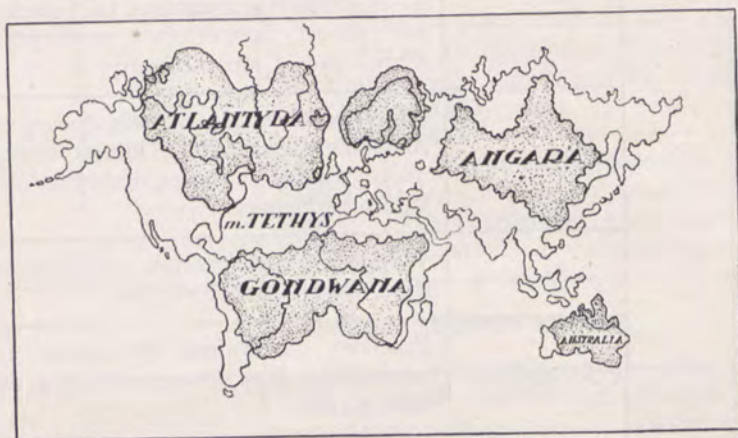 ATLANTYDA
ANGARA
m. TETHYS
GONDWANA
AUSTRALIA